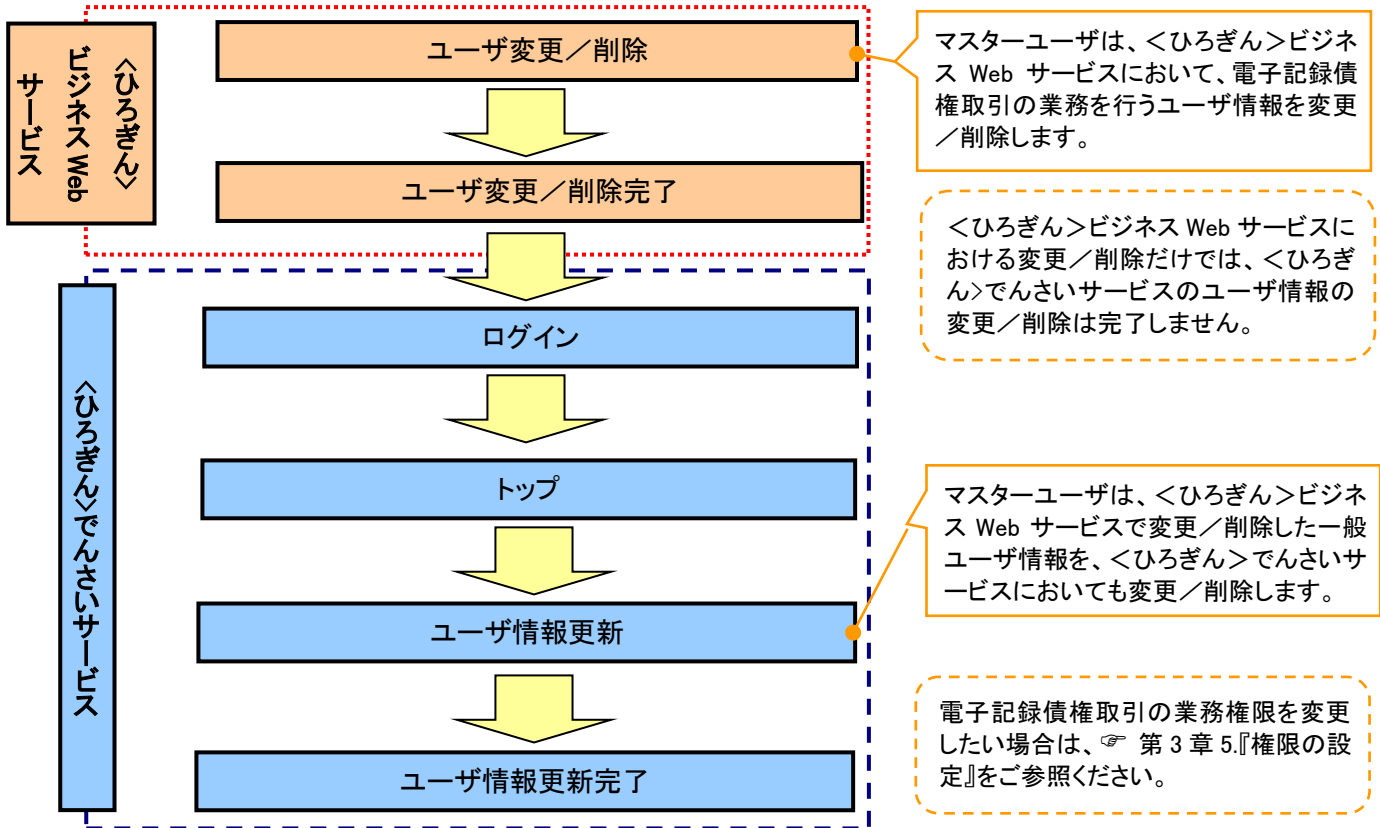 〈ひろぎん〉
ビジネス Web
サービス
ユーザ変更／削除
マスターユーザは、＜ひろぎん＞ビジネ
ス Web サービスにおいて、電子記録債
権取引の業務を行うユーザ情報を変更
／削除します。
ユーザ変更／削除完了
＜ひろぎん＞ビジネス Web サービスに
おける変更／削除だけでは、＜ひろぎ
ん〉でんさいサービスのユーザ情報の
変更／削除は完了しません。
〈ひろぎん〉でんさいサービス
ログイン
トップ
マスターユーザは、＜ひろぎん＞ビジネ
ス Web サービスで変更／削除した一般
ユーザ情報を、＜ひろぎん＞でんさいサ
ービスにおいても変更／削除します。
ユーザ情報更新
電子記録債権取引の業務権限を変更
したい場合は、☞ 第 3 章 5.『権限の設
定』をご参照ください。
ユーザ情報更新完了